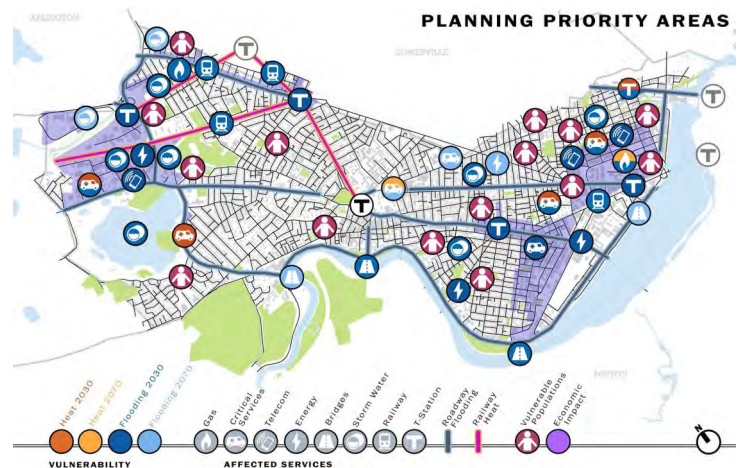 ARLINGTON
PLANNING PRIORITY AREAS
SOMERVILLE
T
T
T
T
T
T
T
T
T
BOSTON
Heat 2030
Heat 2070
Flooding 2030
Flooding 2070
Gas
Critical
Services
Telecom
Energy
Bridges
Storm Water
Railway
T-Station
Roadway
Flooding
Railway
Heat
Vulnerable
Populations
Economic
Impact
T
N
VULNERABILITY
AFFECTED SERVICES